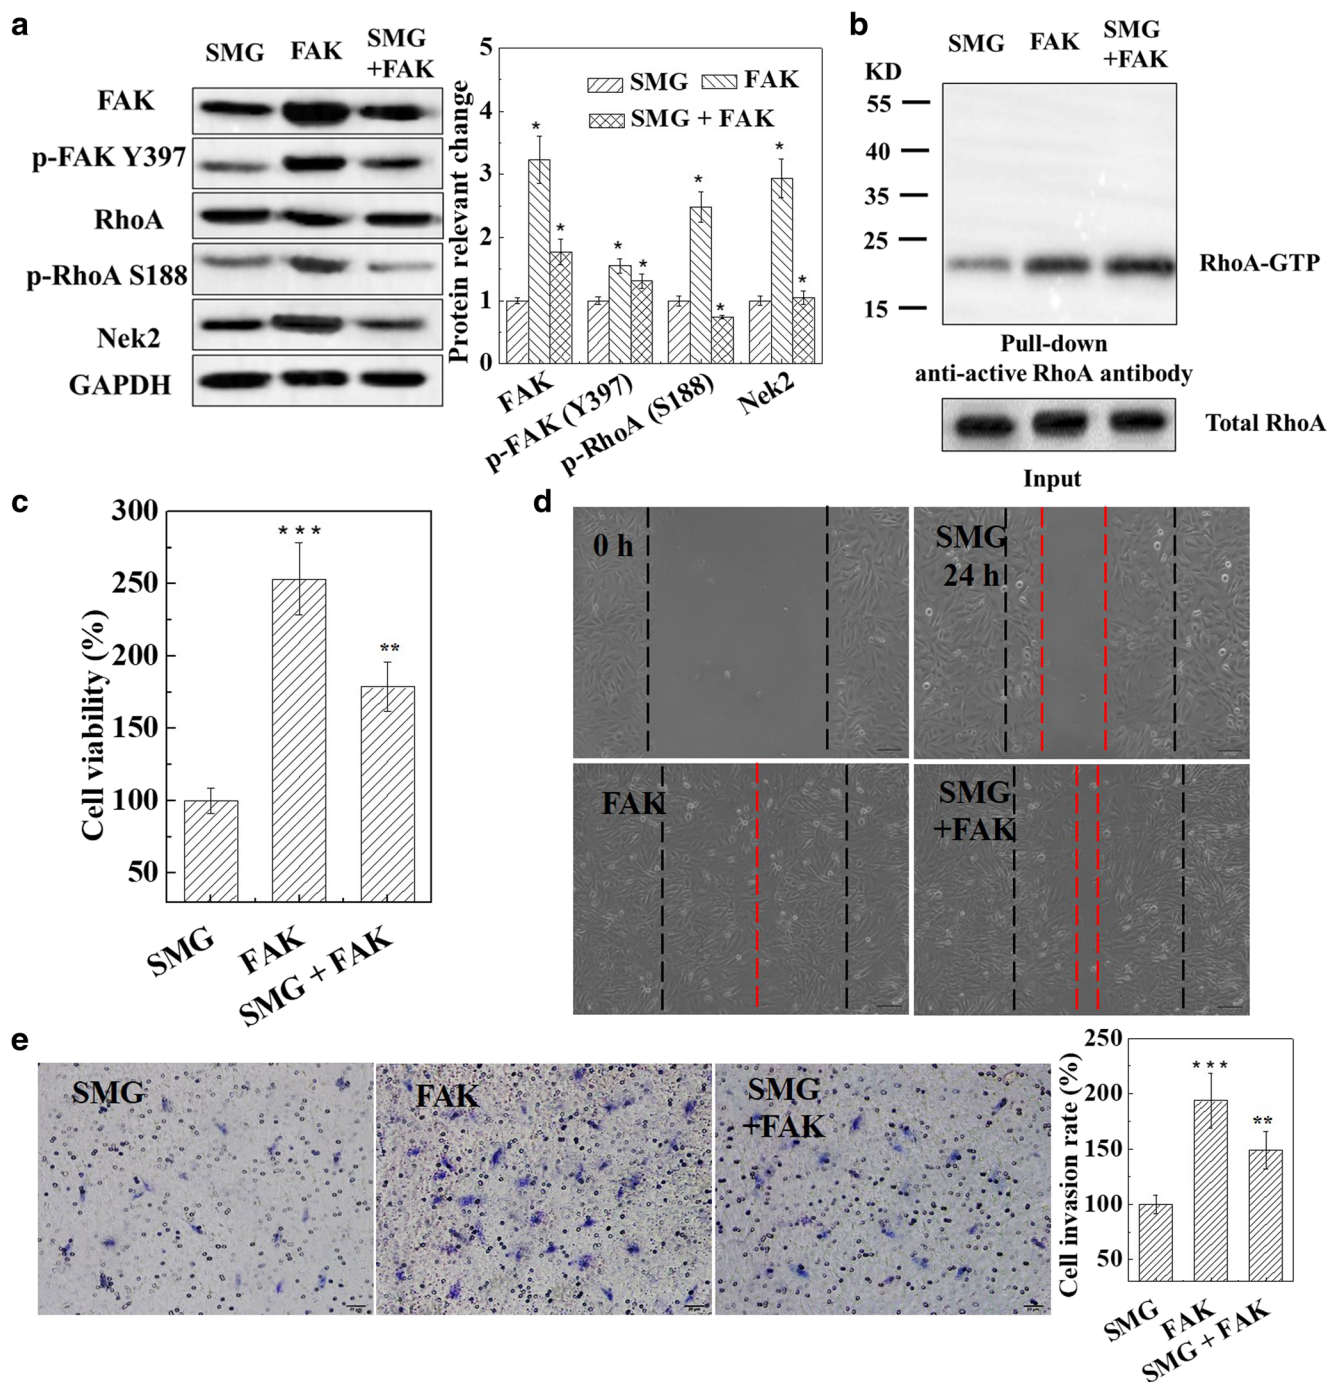 a
SMG FAK SMG
+FAK
FAK
p-FAK Y397
RhoA
p-RhoA S188
Nek2
GAPDH
Protein relevant change
5
4
3
2
1
0
SMG FAK
SMG + FAK
*
*
*
*
*
*
*
*
FAK
p-FAK (Y397)
p-RhoA (S188)
Nek2
b
SMG FAK SMG
+FAK
KD
55
40
35
25
15
RhoA-GTP
Pull-down
anti-active RhoA antibody
Total RhoA
Input
c
Cell viability (%)
300
250
200
150
100
50
***
**
SMG
FAK
SMG + FAK
d
0 h
SMG
24 h
FAK
SMG
+FAK
e
SMG
FAK
SMG
+FAK
Cell invasion rate (%)
250
200
150
100
50
***
**
SMG
FAK
SMG + FAK